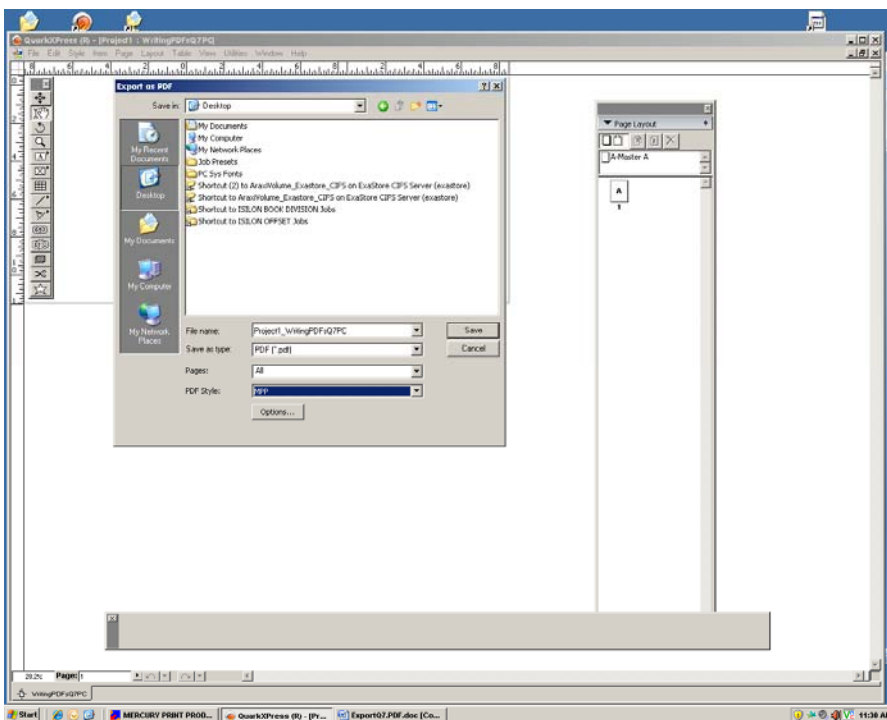 QuarkXPress (R) - [Project1 : WritingPDFsQ7PC]
File Edit Style Item Page Layout Table View Utilities Window Help
Export as PDF
Save in: Desktop
My Recent Documents
Desktop
My Documents
My Computer
My Network Places
My Documents
My Computer
My Network Places
Job Presets
PC Sys Fonts
Shortcut (2) to AraxiVolume_Exastore_CIFS on ExaStore CIFS Server (exastore)
Shortcut to AraxiVolume_Exastore_CIFS on ExaStore CIFS Server (exastore)
Shortcut to ISILON BOOK DIVISION Jobs
Shortcut to ISILON OFFSET Jobs
File name: Project1_WritingPDFsQ7PC Save
Save as type: PDF (*.pdf) Cancel
Pages: All
PDF Style: MPP
Options...
Page Layout
A-Master A
A
1
Page: 1
WritingPDFsQ7PC
Start MERCURY PRINT PROD... QuarkXPress (R) - [Pr... ExportQ7.PDF.doc [Co... 11:38 A